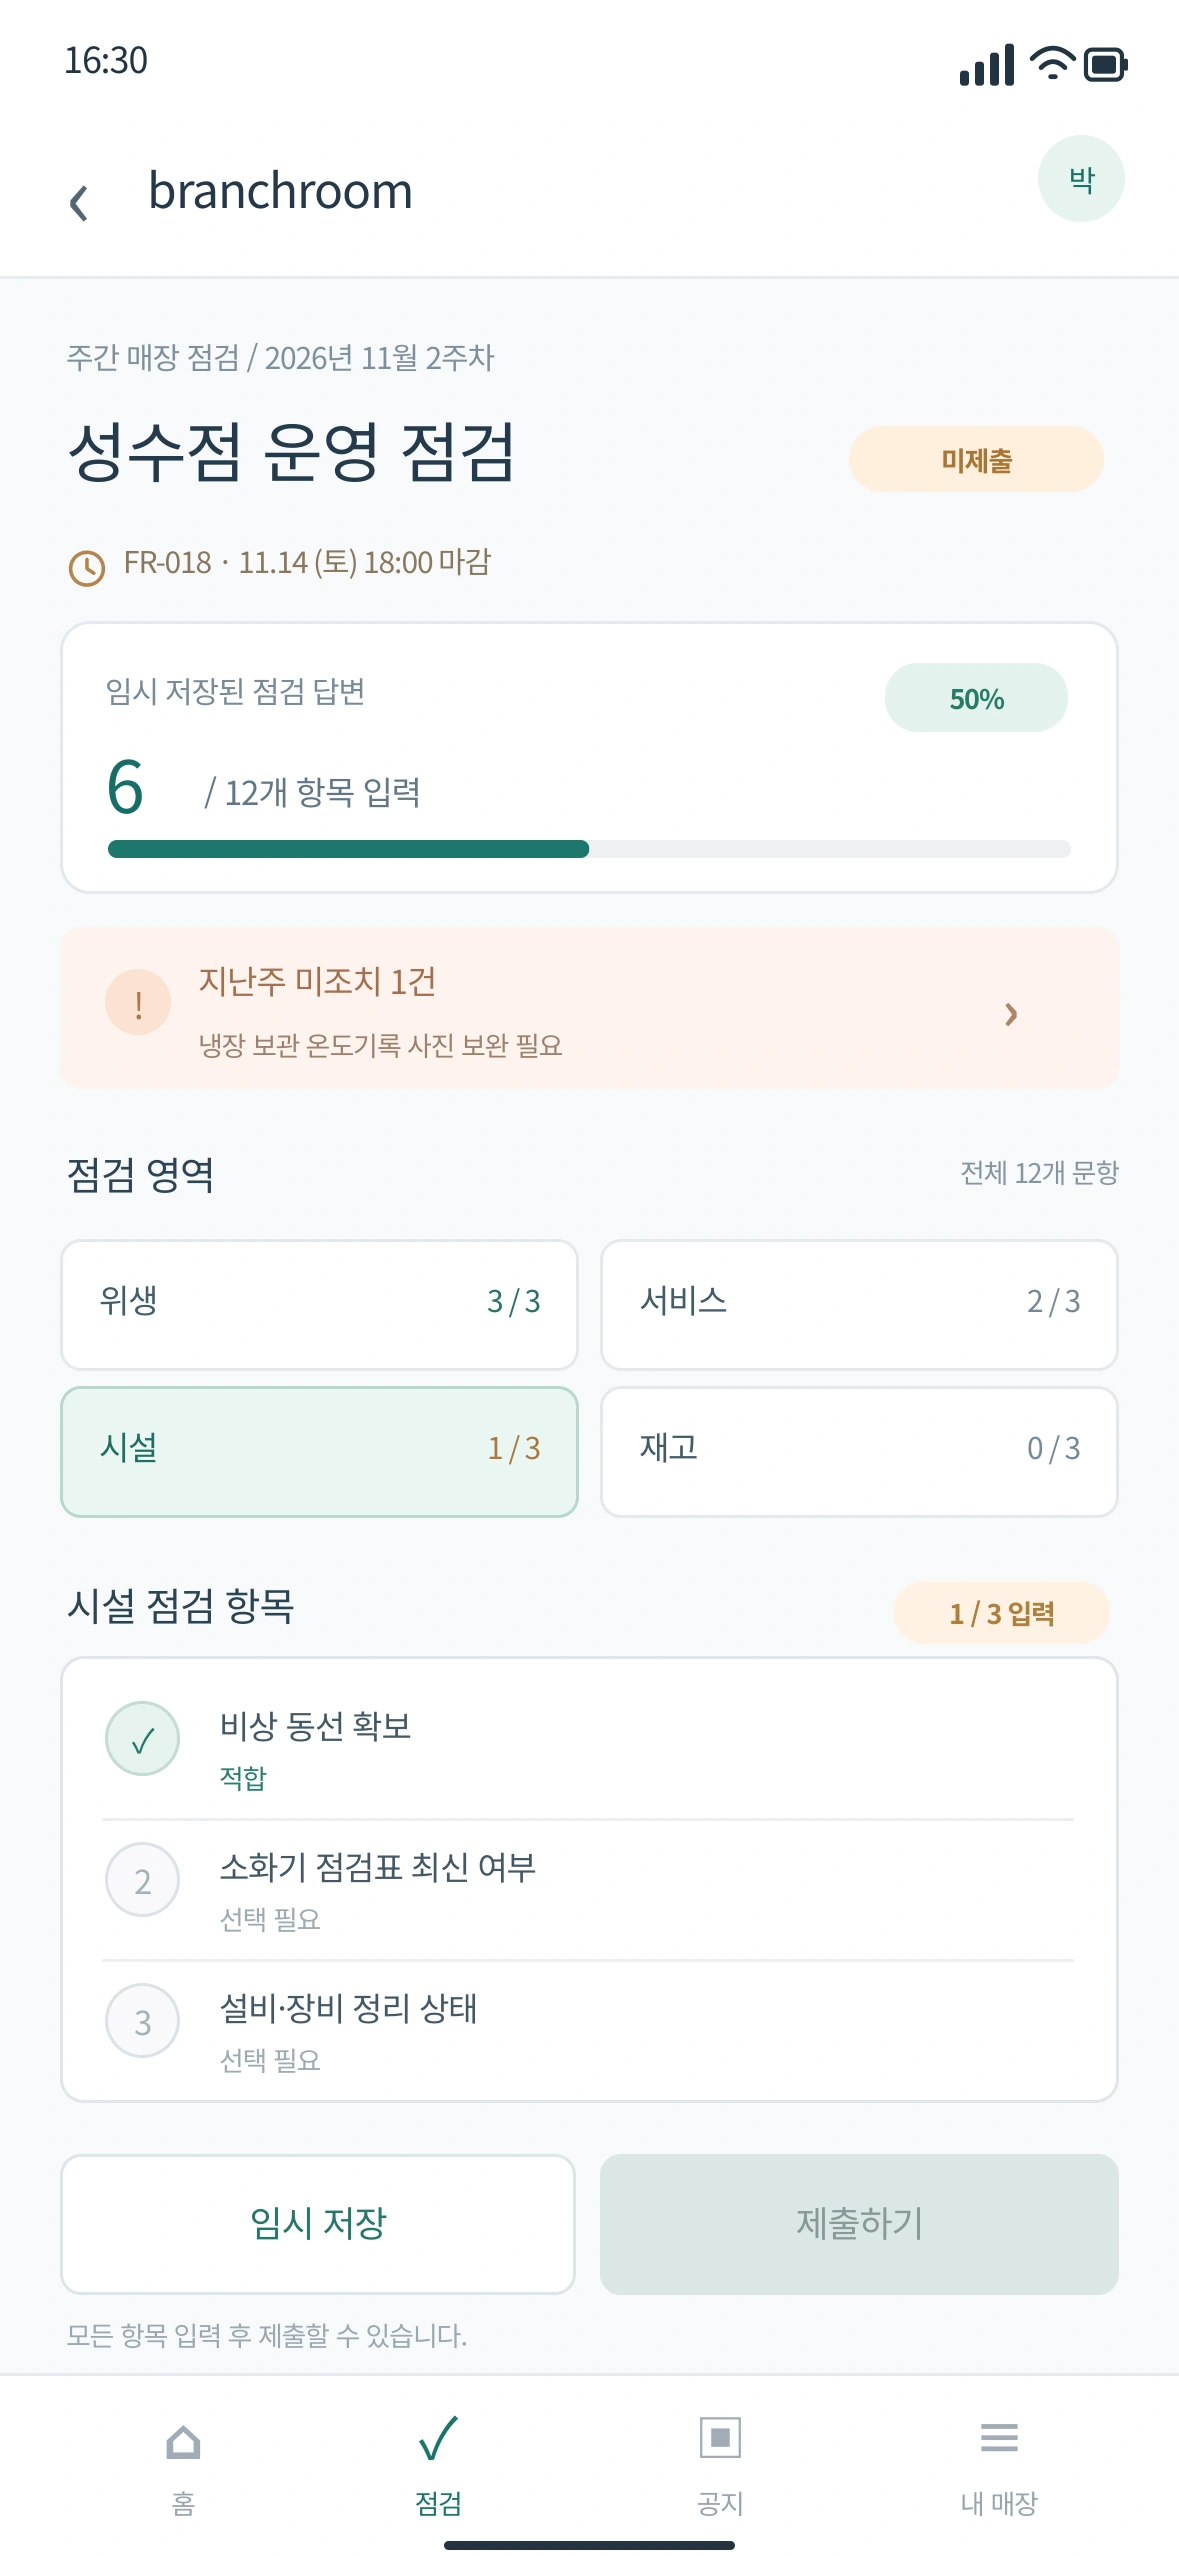 16:30
branchroom
박
주간 매장 점검 / 2026년 11월 2주차
성수점 운영 점검
미제출
FR-018 · 11.14 (토) 18:00 마감
임시 저장된 점검 답변
50%
6 / 12개 항목 입력
!
지난주 미조치 1건
냉장 보관 온도기록 사진 보완 필요
점검 영역
전체 12개 문항
위생 3 / 3
서비스 2 / 3
시설 1 / 3
재고 0 / 3
시설 점검 항목
1 / 3 입력
비상 동선 확보
적합
2
소화기 점검표 최신 여부
선택 필요
3
설비·장비 정리 상태
선택 필요
임시 저장
제출하기
모든 항목 입력 후 제출할 수 있습니다.
홈
점검
공지
내 매장